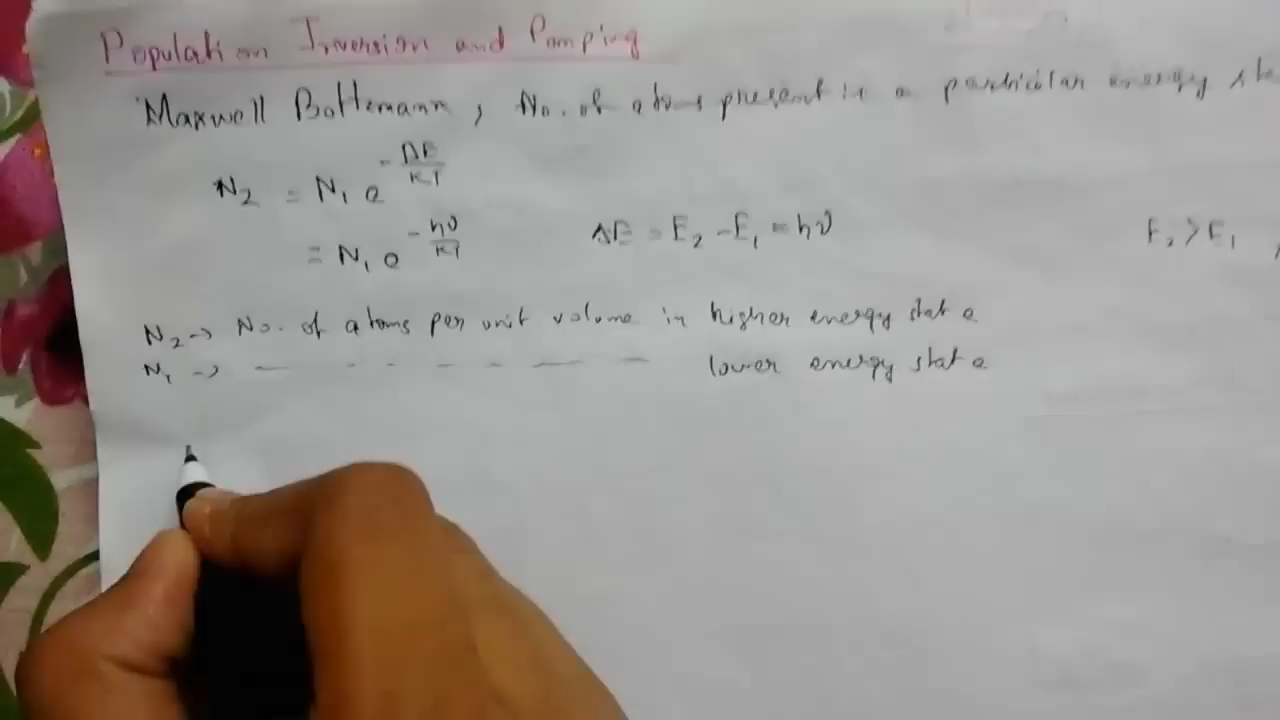 Population Inversion and Pumping
Maxwell Boltzmann, No. of atoms present in a particular energy sta
N₂ = N₁ e^(-ΔE/KT)
= N₁ e^(-hν/KT) ΔE = E₂ - E₁ = hν E₂ > E₁ ,
N₂ → No. of atoms per unit volume in higher energy state
N₁ → — - - - — — — lower energy state